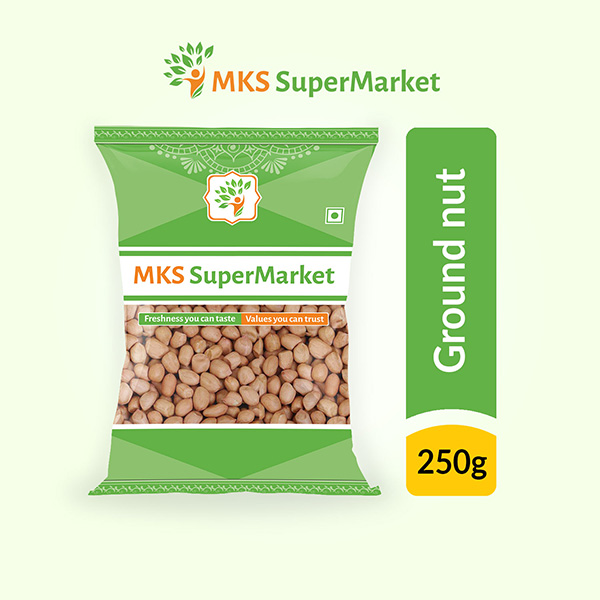 MKS SuperMarket
MKS SuperMarket
Freshness you can taste Values you can trust
Ground nut
250g